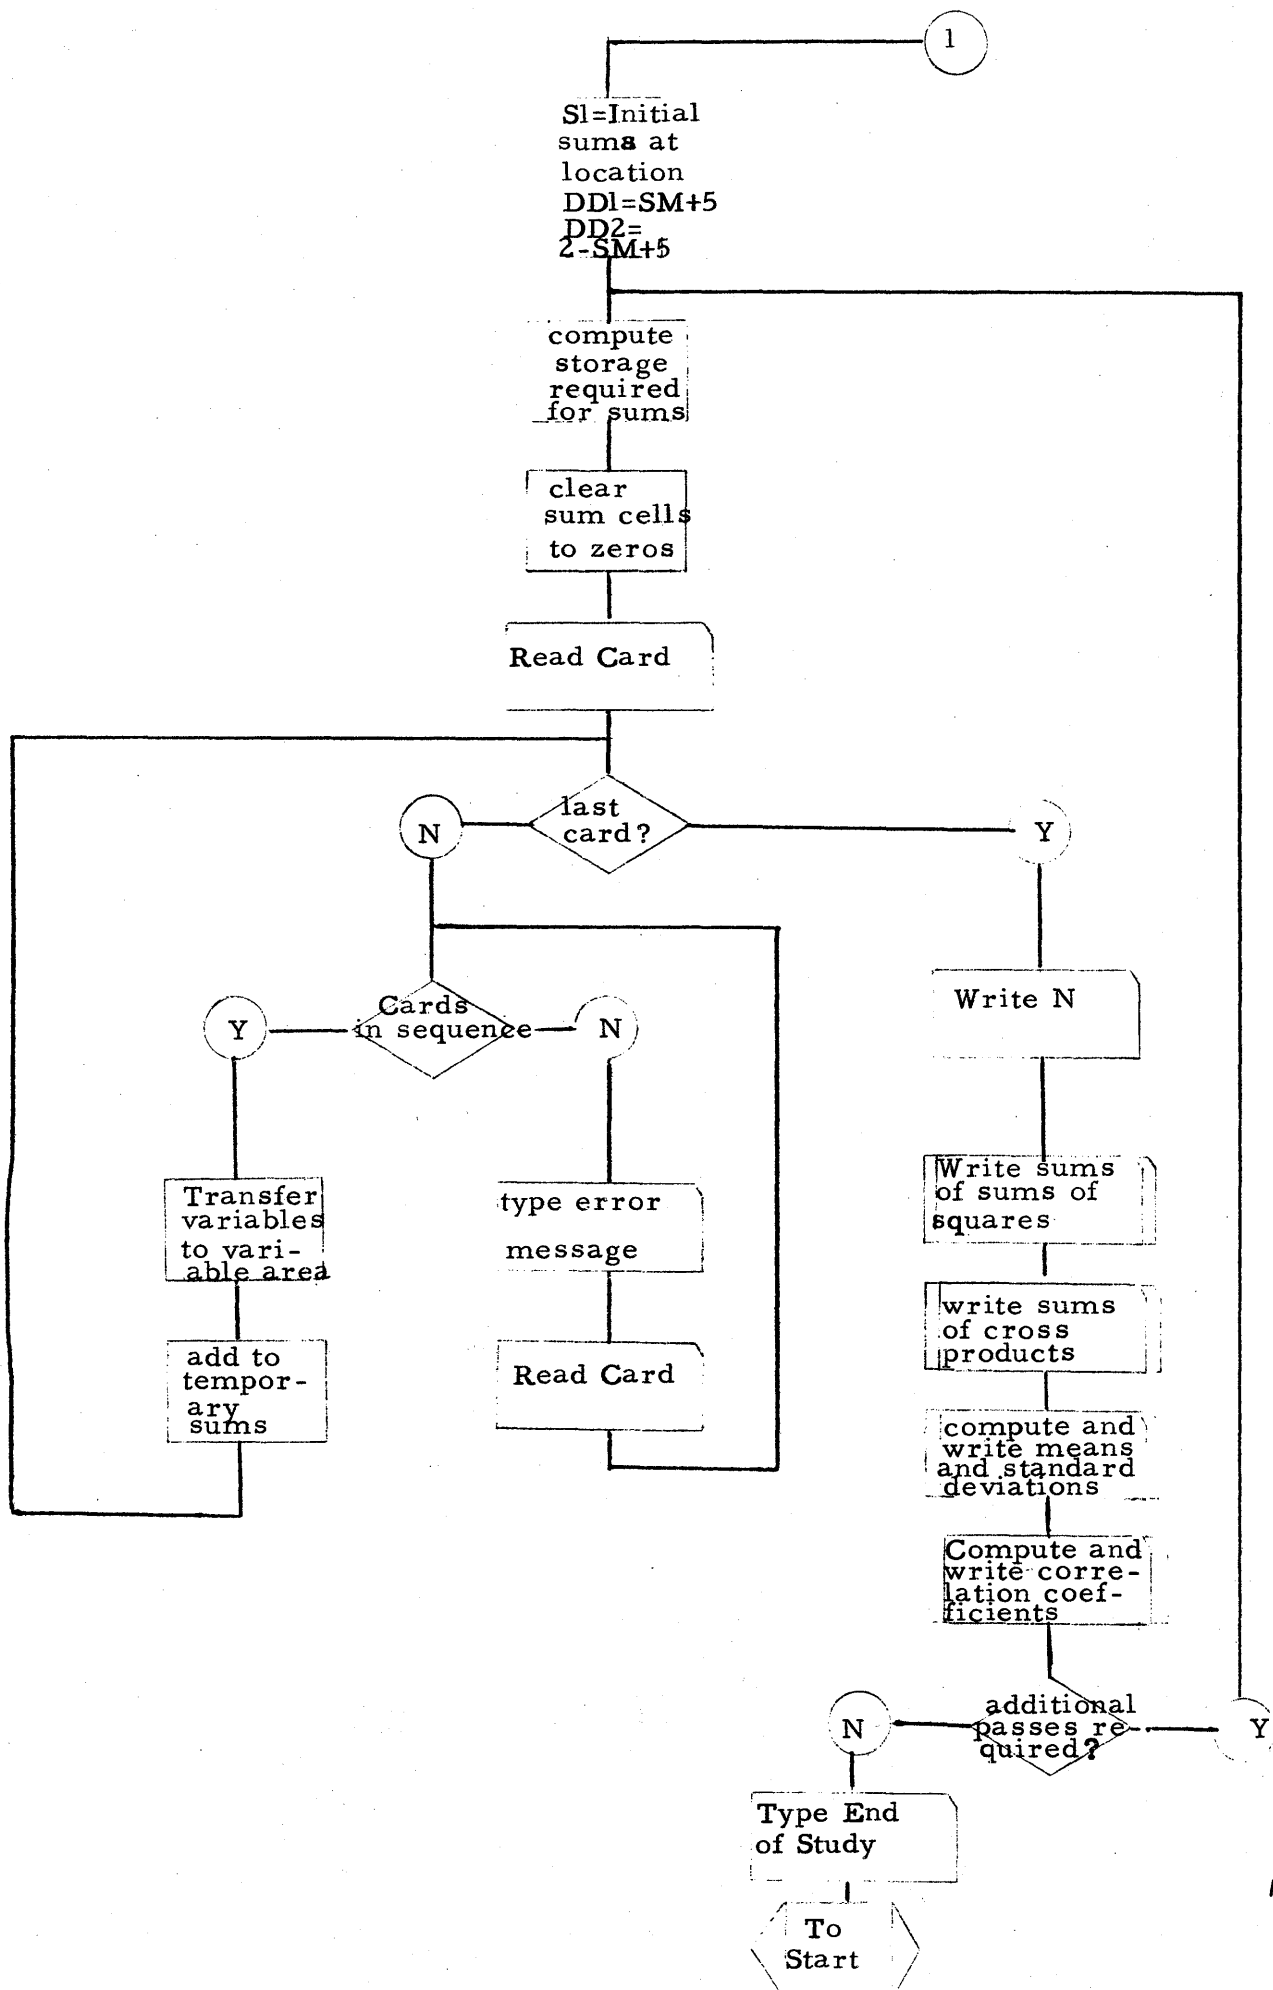 1
S1=Initial
sums at
location
DD1=SM+5
DD2=
2-SM+5
compute
storage
required
for sums
clear
sum cells
to zeros
Read Card
last
card?
N
Y
Cards
in sequence
Y
N
Transfer
variables
to vari-
able area
add to
tempor-
ary
sums
type error
message
Read Card
Write N
Write sums
of sums of
squares
write sums
of cross
products
compute and
write means
and standard
deviations
Compute and
write corre-
lation coef-
ficients
additional
passes re-
quired?
N
Y
Type End
of Study
To
Start